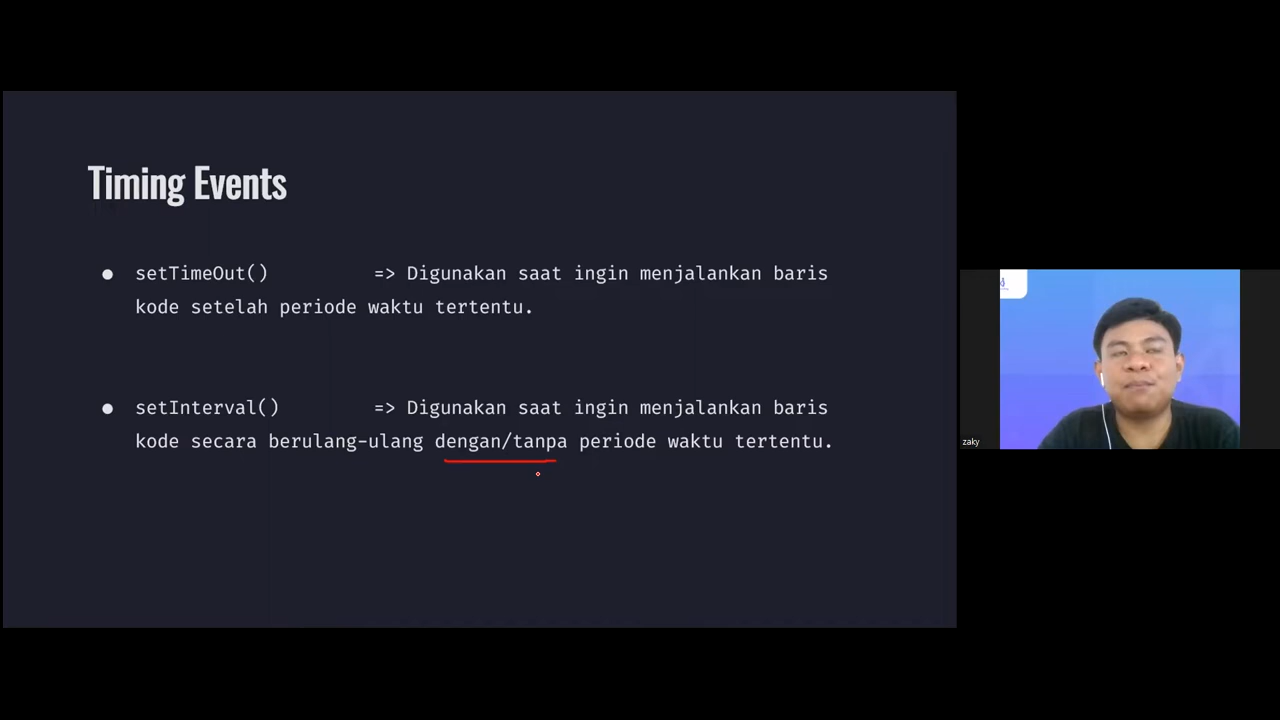 Timing Events
● setTimeOut() => Digunakan saat ingin menjalankan baris
kode setelah periode waktu tertentu.
● setInterval() => Digunakan saat ingin menjalankan baris
kode secara berulang-ulang dengan/tanpa periode waktu tertentu.
zaky